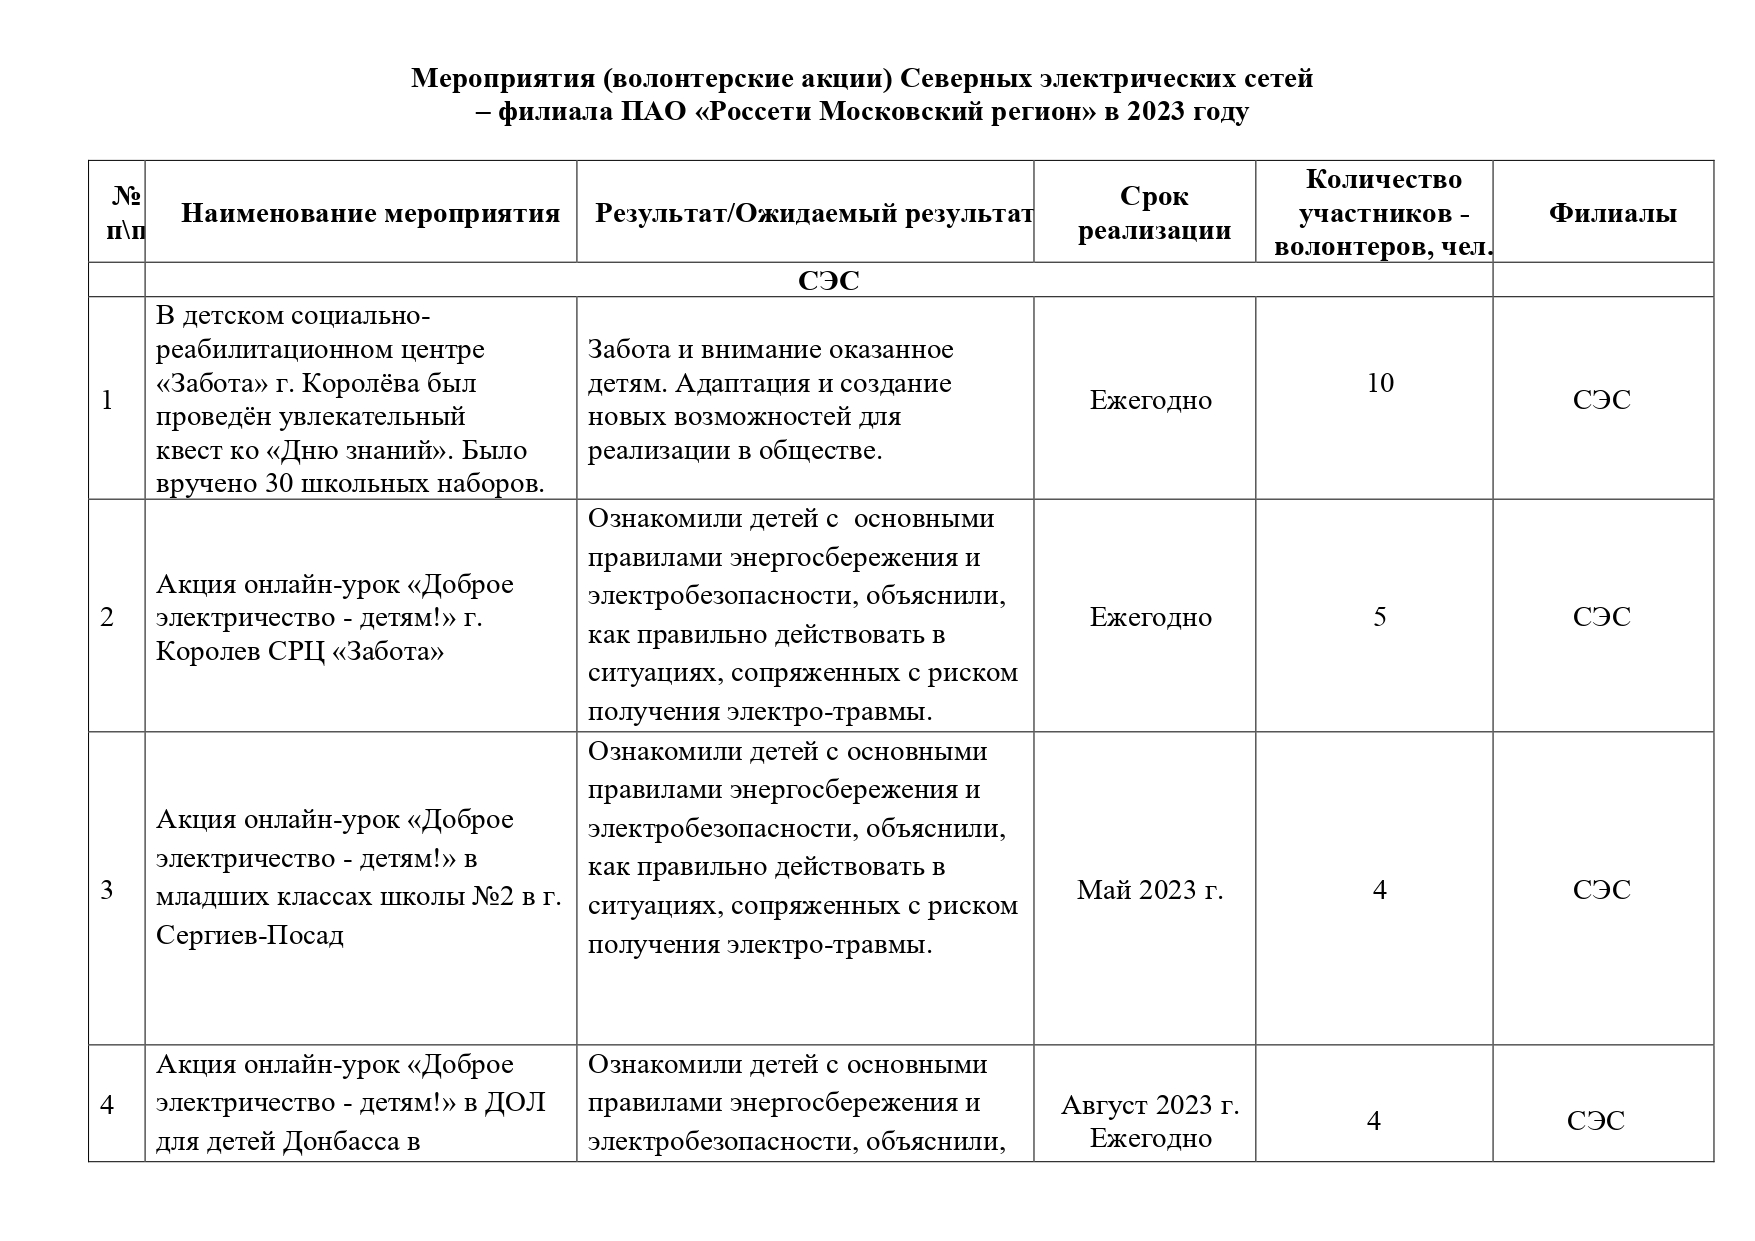 Мероприятия (волонтерские акции) Северных электрических сетей
– филиала ПАО «Россети Московский регион» в 2023 году
№
п\п
Наименование мероприятия
Результат/Ожидаемый результат
Срок
реализации
Количество
участников -
волонтеров, чел.
Филиалы
СЭС
1
В детском социально-
реабилитационном центре
«Забота» г. Королёва был
проведён увлекательный
квест ко «Дню знаний». Было
вручено 30 школьных наборов.
Забота и внимание оказанное
детям. Адаптация и создание
новых возможностей для
реализации в обществе.
Ежегодно
10
СЭС
2
Акция онлайн-урок «Доброе
электричество - детям!» г.
Королев СРЦ «Забота»
Ознакомили детей с  основными
правилами энергосбережения и
электробезопасности, объяснили,
как правильно действовать в
ситуациях, сопряженных с риском
получения электро-травмы.
Ежегодно
5
СЭС
3
Акция онлайн-урок «Доброе
электричество - детям!» в
младших классах школы №2 в г.
Сергиев-Посад
Ознакомили детей с основными
правилами энергосбережения и
электробезопасности, объяснили,
как правильно действовать в
ситуациях, сопряженных с риском
получения электро-травмы.
Май 2023 г.
4
СЭС
4
Акция онлайн-урок «Доброе
электричество - детям!» в ДОЛ
для детей Донбасса в
Ознакомили детей с основными
правилами энергосбережения и
электробезопасности, объяснили,
Август 2023 г.
Ежегодно
4
СЭС